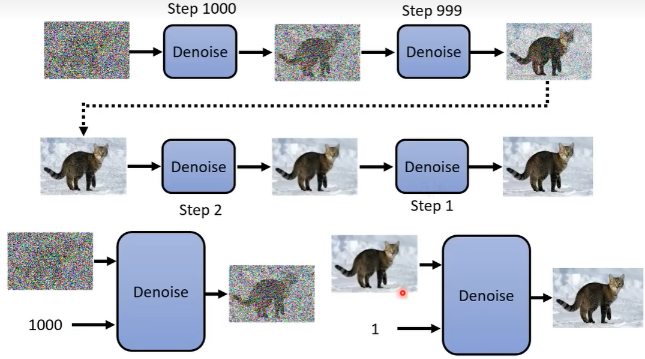 Step 1000
Step 999
Denoise
Denoise
Denoise
Denoise
Step 2
Step 1
Denoise
1000
Denoise
1